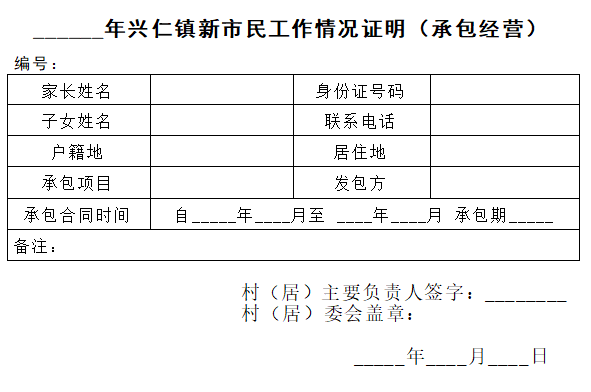 ______年兴仁镇新市民工作情况证明（承包经营）
编号：
家长姓名 身份证号码
子女姓名 联系电话
户籍地 居住地
承包项目 发包方
承包合同时间 自_____年____月至 ____年____月 承包期_____
备注：
村（居）主要负责人签字：________
村（居）委会盖章：
_____年____月____日